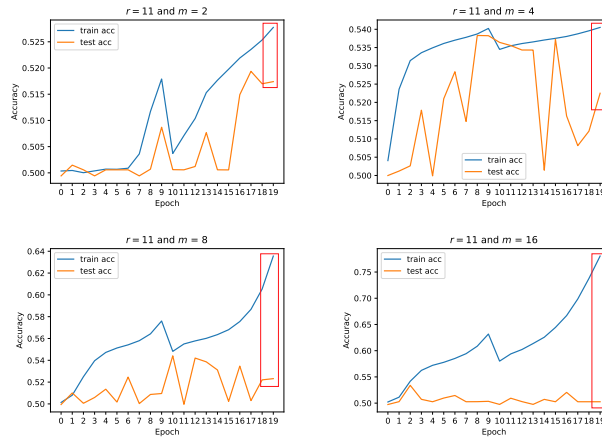 r = 11 and m = 2
Accuracy
0.525
0.520
0.515
0.510
0.505
0.500
train acc
test acc
0 1 2 3 4 5 6 7 8 9 10 11 12 13 14 15 16 17 18 19
Epoch
r = 11 and m = 4
Accuracy
0.540
0.535
0.530
0.525
0.520
0.515
0.510
0.505
0.500
train acc
test acc
0 1 2 3 4 5 6 7 8 9 10 11 12 13 14 15 16 17 18 19
Epoch
r = 11 and m = 8
Accuracy
0.64
0.62
0.60
0.58
0.56
0.54
0.52
0.50
train acc
test acc
0 1 2 3 4 5 6 7 8 9 10 11 12 13 14 15 16 17 18 19
Epoch
r = 11 and m = 16
Accuracy
0.75
0.70
0.65
0.60
0.55
0.50
train acc
test acc
0 1 2 3 4 5 6 7 8 9 10 11 12 13 14 15 16 17 18 19
Epoch